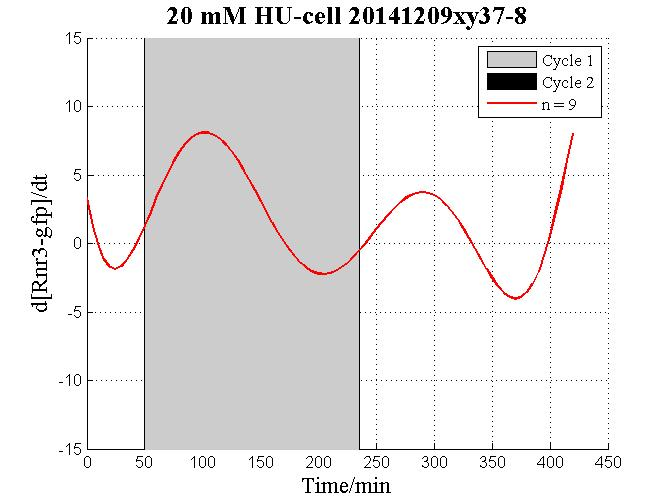 20 mM HU-cell 20141209xy37-8
15
10
5
0
-5
-10
-15
d[Rnr3-gfp]/dt
Cycle 1
Cycle 2
n = 9
0 50 100 150 200 250 300 350 400 450
Time/min